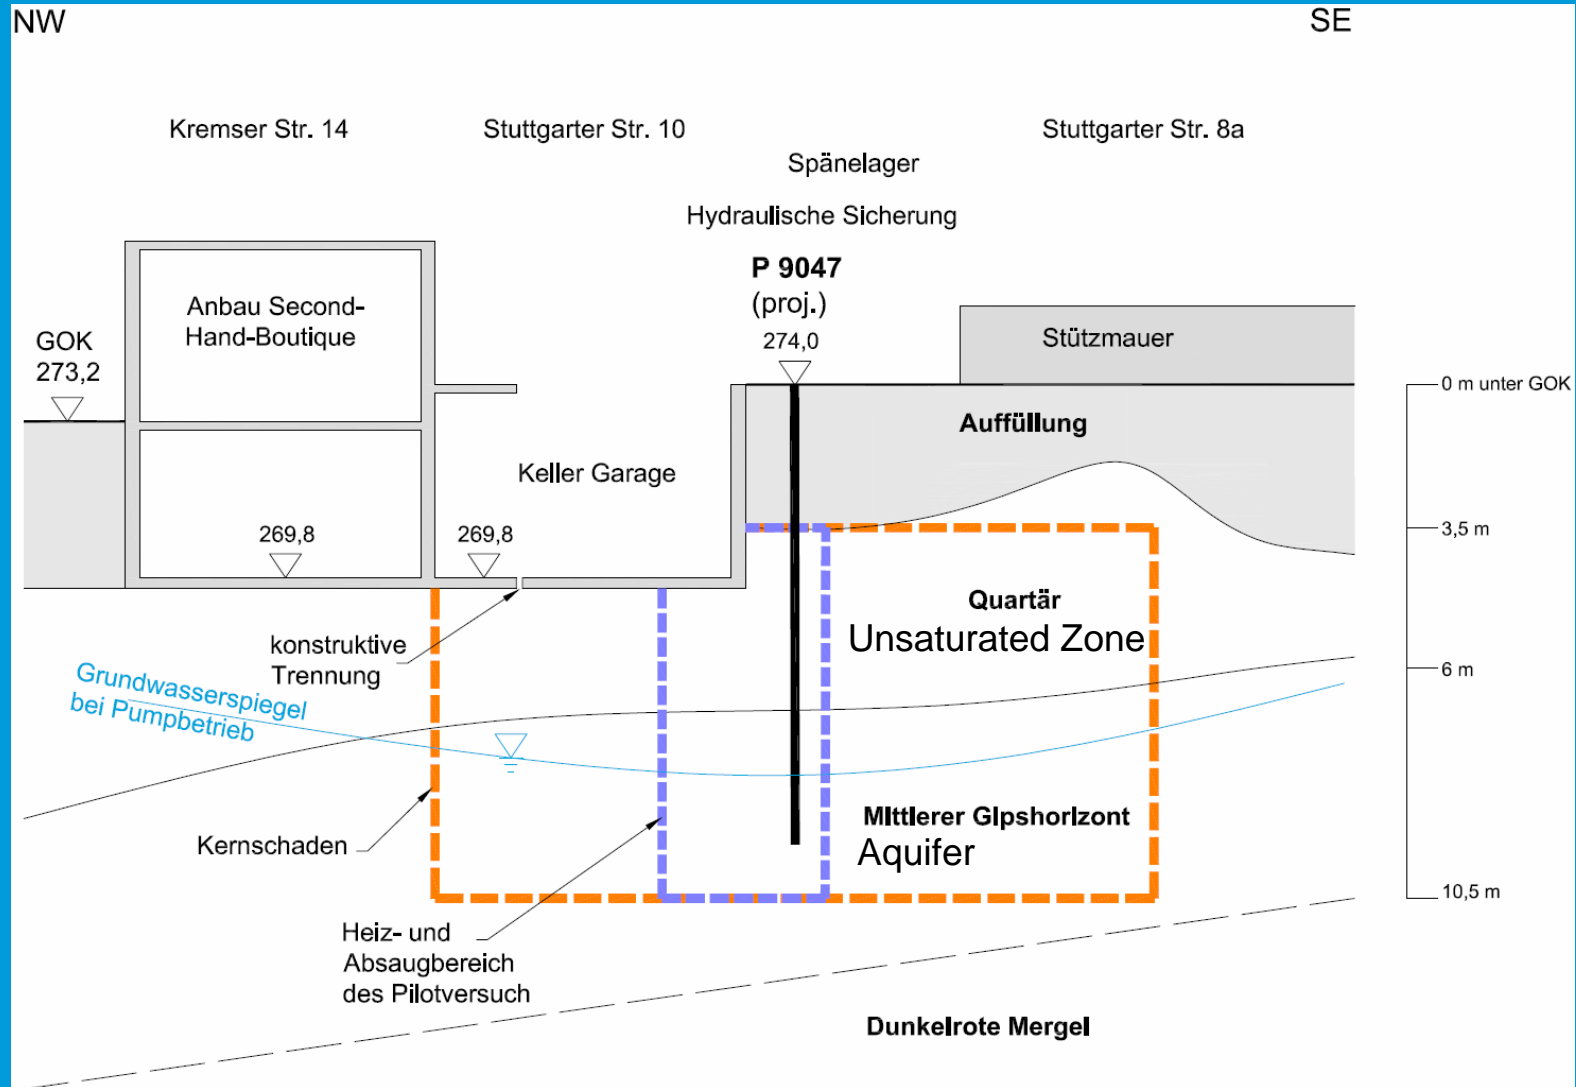 NW
SE
Kremser Str. 14
Stuttgarter Str. 10
Stuttgarter Str. 8a
Spänelager
Hydraulische Sicherung
P 9047
(proj.)
274,0
Anbau Second-
Hand-Boutique
GOK
273,2
Stützmauer
0 m unter GOK
Auffüllung
Keller Garage
269,8
269,8
3,5 m
Quartär
Unsaturated Zone
konstruktive
Trennung
6 m
Grundwasserspiegel
bei Pumpbetrieb
Mittlerer Gipshorizont
Aquifer
Kernschaden
10,5 m
Heiz- und
Absaugbereich
des Pilotversuch
Dunkelrote Mergel